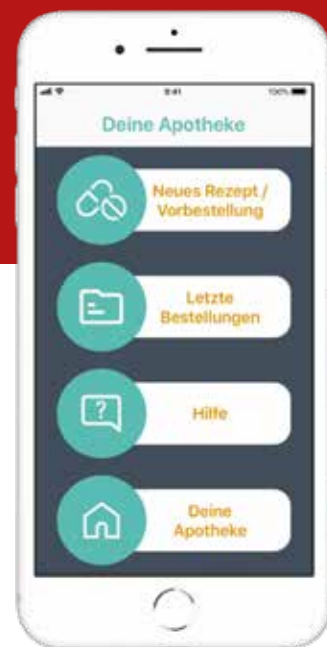 9:41
100%
Deine Apotheke
Neues Rezept /
Vorbestellung
Letzte
Bestellungen
?
Hilfe
Deine
Apotheke